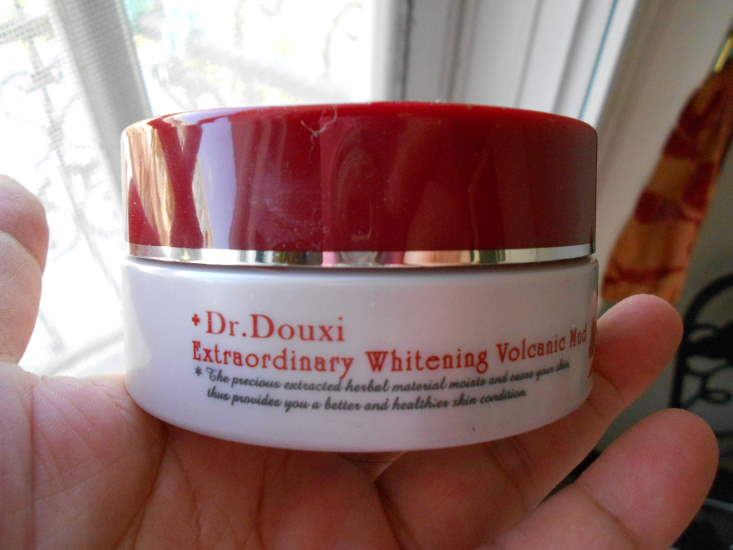 +Dr.Douxi
Extraordinary Whitening Volcanic Mud
* The precious extracted herbal material moists and eases your skin,
thus provides you a better and healthier skin condition.